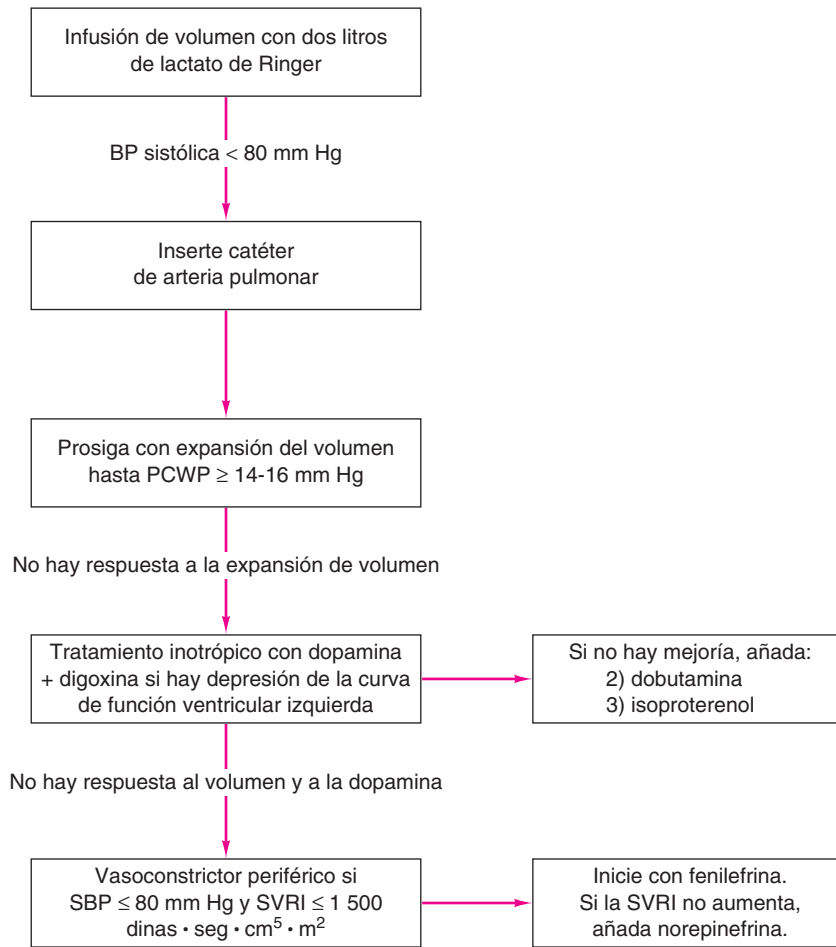 Infusión de volumen con dos litros
de lactato de Ringer
BP sistólica < 80 mm Hg
Inserte catéter
de arteria pulmonar
Prosiga con expansión del volumen
hasta PCWP ≥ 14-16 mm Hg
No hay respuesta a la expansión de volumen
Tratamiento inotrópico con dopamina
+ digoxina si hay depresión de la curva
de función ventricular izquierda
Si no hay mejoría, añada:
2) dobutamina
3) isoproterenol
No hay respuesta al volumen y a la dopamina
Vasoconstrictor periférico si
SBP ≤ 80 mm Hg y SVRI ≤ 1 500
dinas • seg • cm⁵ • m²
Inicie con fenilefrina.
Si la SVRI no aumenta,
añada norepinefrina.